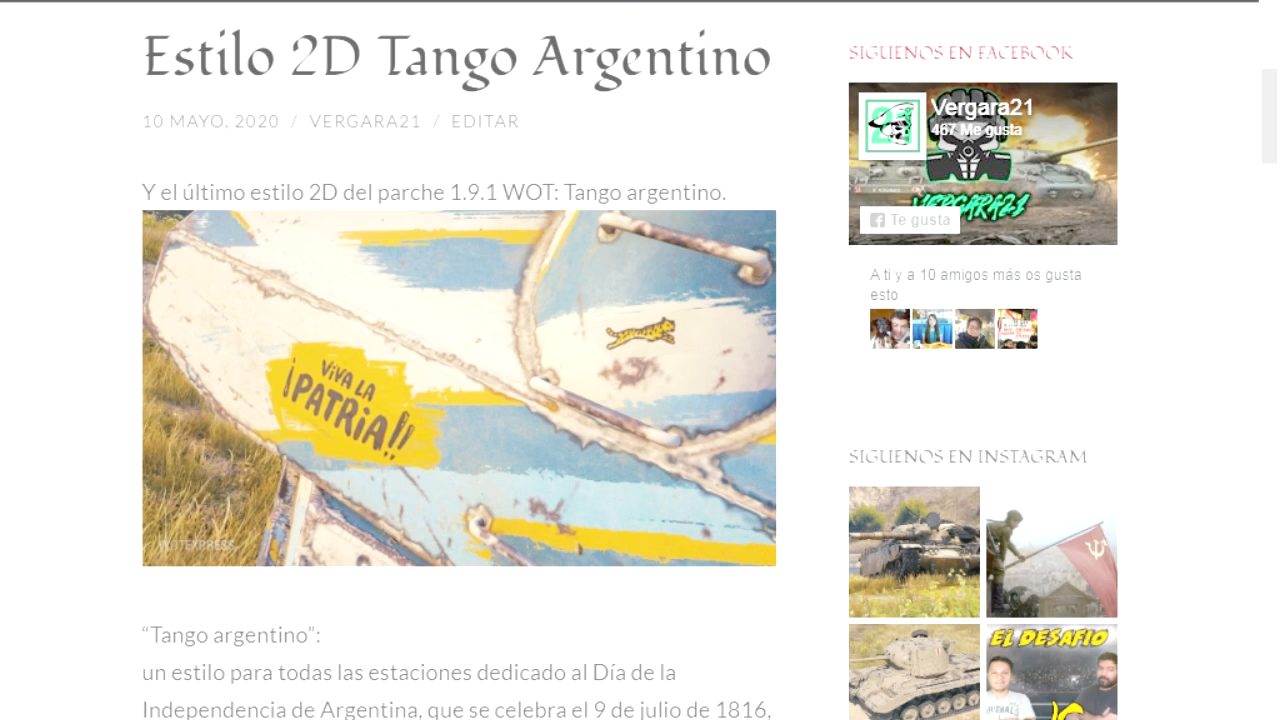 Estilo 2D Tango Argentino
10 MAYO, 2020 / VERGARA21 / EDITAR
Y el último estilo 2D del parche 1.9.1 WOT: Tango argentino.
VIVA LA
¡PATRIA!!
“Tango argentino”:
un estilo para todas las estaciones dedicado al Día de la
Independencia de Argentina, que se celebra el 9 de julio de 1816,
SIGUENOS EN FACEBOOK
Vergara21
467 Me gusta
VERGARA21
Te gusta
A ti y a 10 amigos más os gusta
esto
SIGUENOS EN INSTAGRAM
EL DESAFIO